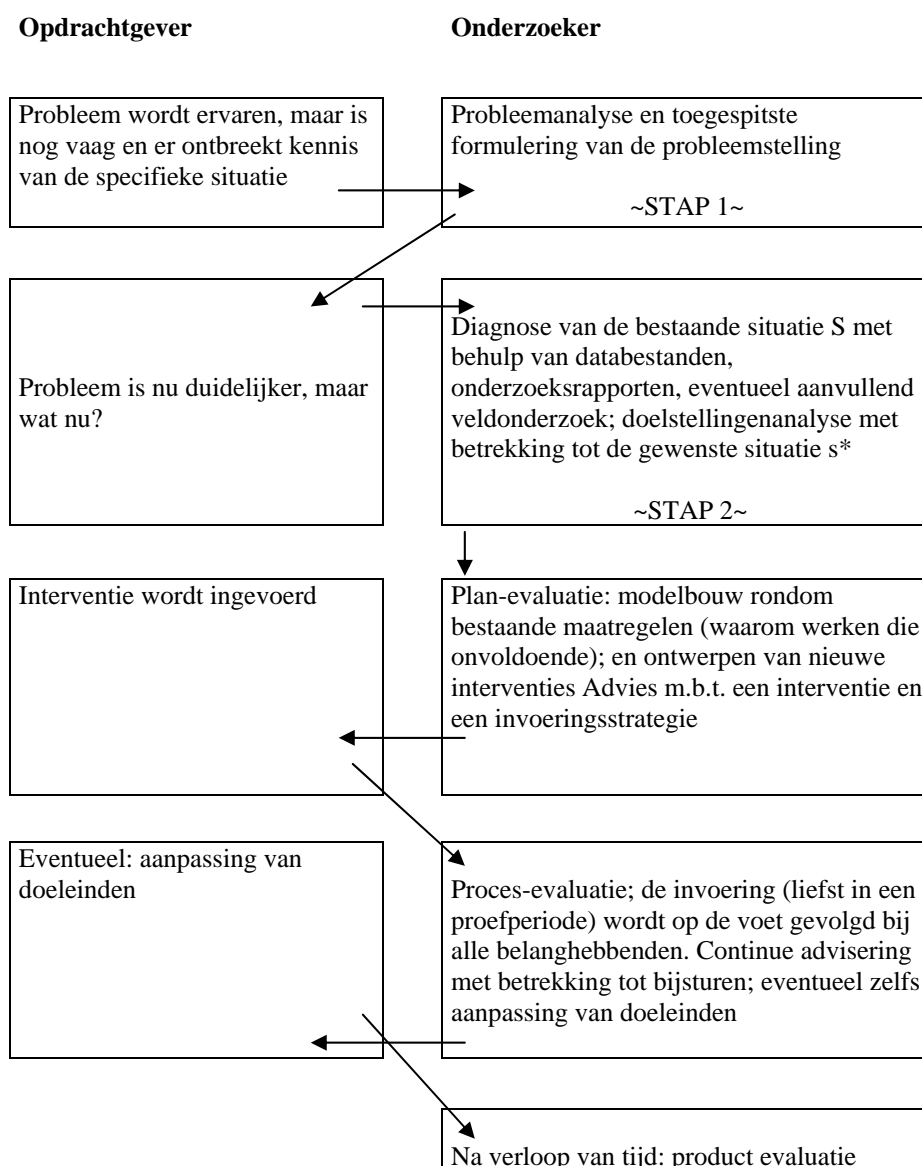 Opdrachtgever
Onderzoeker
Probleem wordt ervaren, maar is
nog vaag en er ontbreekt kennis
van de specifieke situatie
Probleemanalyse en toegespitste
formulering van de probleemstelling
~STAP 1~
Probleem is nu duidelijker, maar
wat nu?
Diagnose van de bestaande situatie S met
behulp van databestanden,
onderzoeksrapporten, eventueel aanvullend
veldonderzoek; doelstellingenanalyse met
betrekking tot de gewenste situatie s*
~STAP 2~
Interventie wordt ingevoerd
Plan-evaluatie: modelbouw rondom
bestaande maatregelen (waarom werken die
onvoldoende); en ontwerpen van nieuwe
interventies Advies m.b.t. een interventie en
een invoeringsstrategie
Eventueel: aanpassing van
doeleinden
Proces-evaluatie; de invoering (liefst in een
proefperiode) wordt op de voet gevolgd bij
alle belanghebbenden. Continue advisering
met betrekking tot bijsturen; eventueel zelfs
aanpassing van doeleinden
Na verloop van tijd: product evaluatie